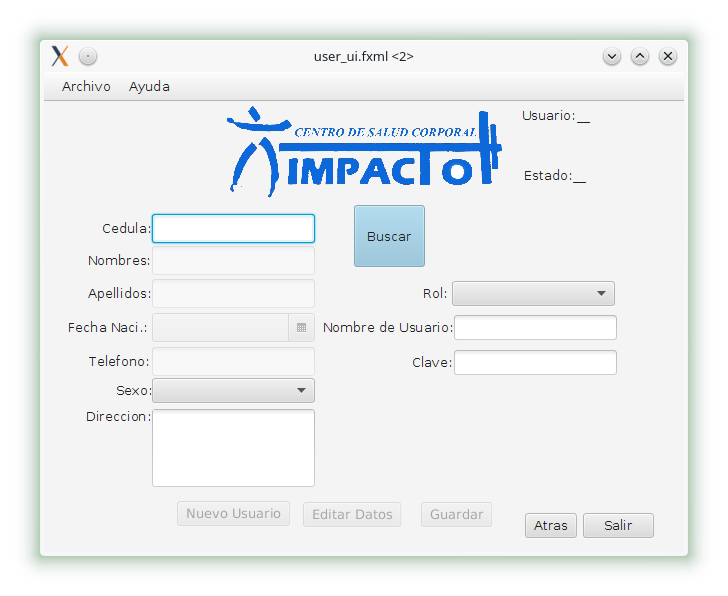 user_ui.fxml <2>
Archivo Ayuda
CENTRO DE SALUD CORPORAL
IMPACTO
Usuario:__
Estado:__
Cedula:
Buscar
Nombres:
Apellidos:
Rol:
Fecha Naci.:
Nombre de Usuario:
Telefono:
Clave:
Sexo:
Direccion:
Nuevo Usuario
Editar Datos
Guardar
Atras
Salir